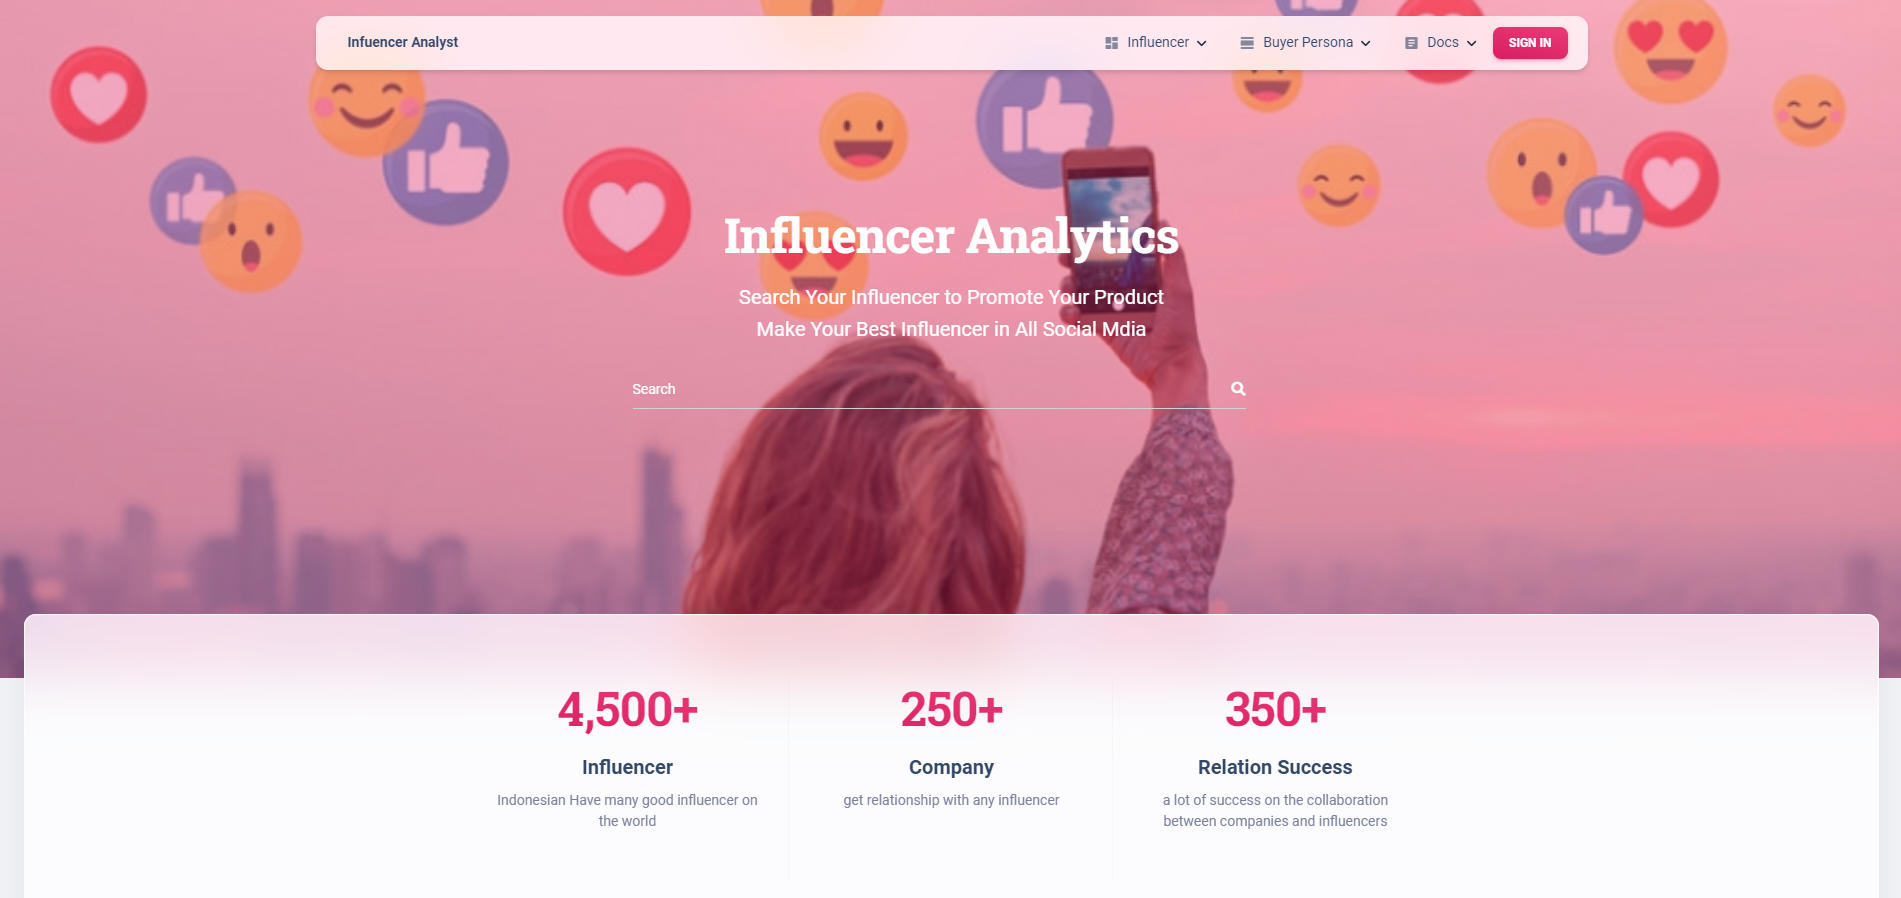 Infuencer Analyst
Influencer
Buyer Persona
Docs
SIGN IN
Influencer Analytics
Search Your Influencer to Promote Your Product
Make Your Best Influencer in All Social Mdia
Search
4,500+
Influencer
Indonesian Have many good influencer on
the world
250+
Company
get relationship with any influencer
350+
Relation Success
a lot of success on the collaboration
between companies and influencers